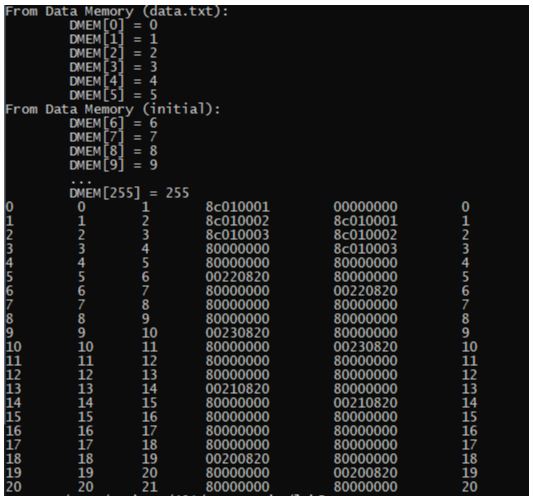 From Data Memory (data.txt):
DMEM[0] = 0
DMEM[1] = 1
DMEM[2] = 2
DMEM[3] = 3
DMEM[4] = 4
DMEM[5] = 5
From Data Memory (initial):
DMEM[6] = 6
DMEM[7] = 7
DMEM[8] = 8
DMEM[9] = 9
...
DMEM[255] = 255
0 0 1 8c010001 00000000 0
1 1 2 8c010002 8c010001 1
2 2 3 8c010003 8c010002 2
3 3 4 80000000 8c010003 3
4 4 5 80000000 80000000 4
5 5 6 00220820 80000000 5
6 6 7 80000000 00220820 6
7 7 8 80000000 80000000 7
8 8 9 80000000 80000000 8
9 9 10 00230820 80000000 9
10 10 11 80000000 00230820 10
11 11 12 80000000 80000000 11
12 12 13 80000000 80000000 12
13 13 14 00210820 80000000 13
14 14 15 80000000 00210820 14
15 15 16 80000000 80000000 15
16 16 17 80000000 80000000 16
17 17 18 80000000 80000000 17
18 18 19 00200820 80000000 18
19 19 20 80000000 00200820 19
20 20 21 80000000 80000000 20